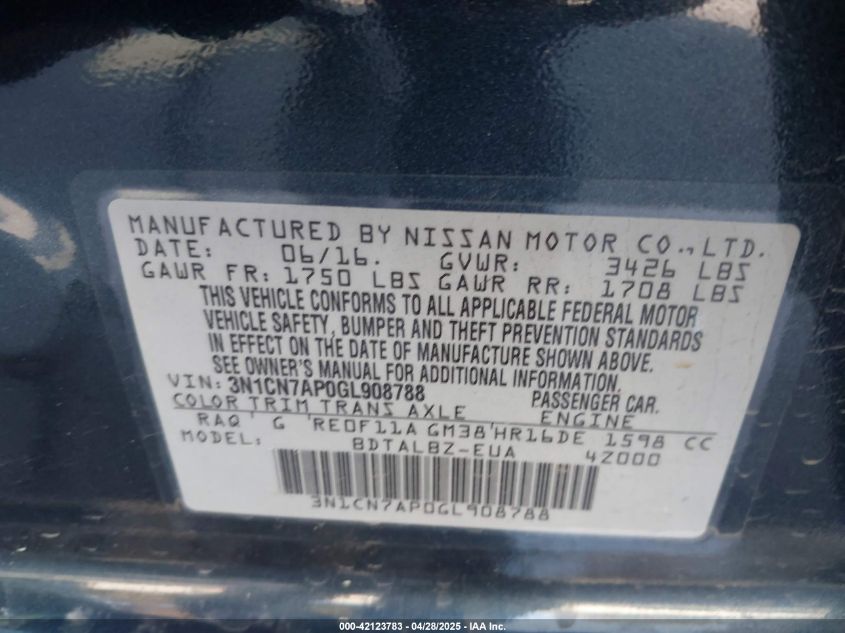 MANUFACTURED BY NISSAN MOTOR CO., LTD.
DATE: 06/16. GVWR: 3426 LBS
GAWR FR: 1750 LBS GAWR RR: 1708 LBS
THIS VEHICLE CONFORMS TO ALL APPLICABLE FEDERAL MOTOR
VEHICLE SAFETY, BUMPER AND THEFT PREVENTION STANDARDS
IN EFFECT ON THE DATE OF MANUFACTURE SHOWN ABOVE.
SEE OWNER'S MANUAL FOR ADDITIONAL INFORMATION.
VIN: 3N1CN7AP0GL908788 PASSENGER CAR.
COLOR TRIM TRANS AXLE ENGINE
RAQ ' G 'RE0F11A GM38'HR16DE 1598 CC
MODEL: BDTALBZ-EUA 4Z000
3N1CN7AP0GL908788
000-42123783 - 04/28/2025 - IAA Inc.